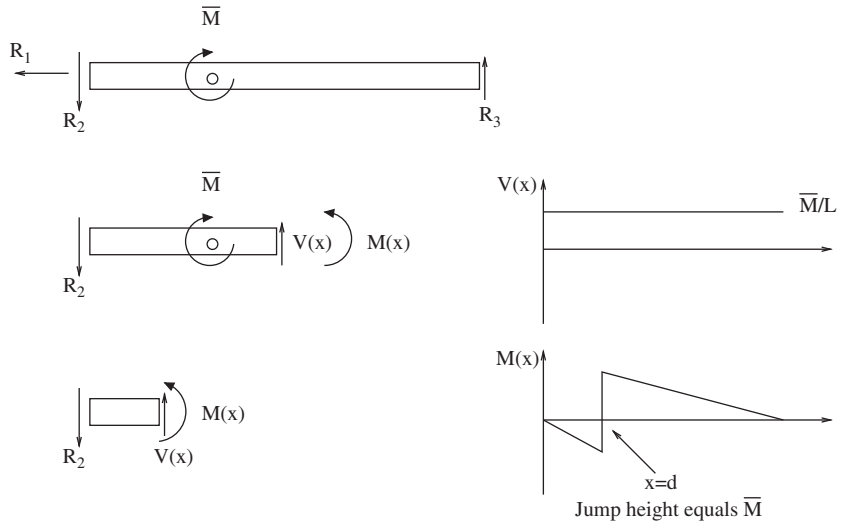 M̅
R₁
R₂
R₃
M̅
V(x)
M(x)
R₂
V(x)
M̅/L
M(x)
R₂
V(x)
M(x)
x=d
Jump height equals M̅